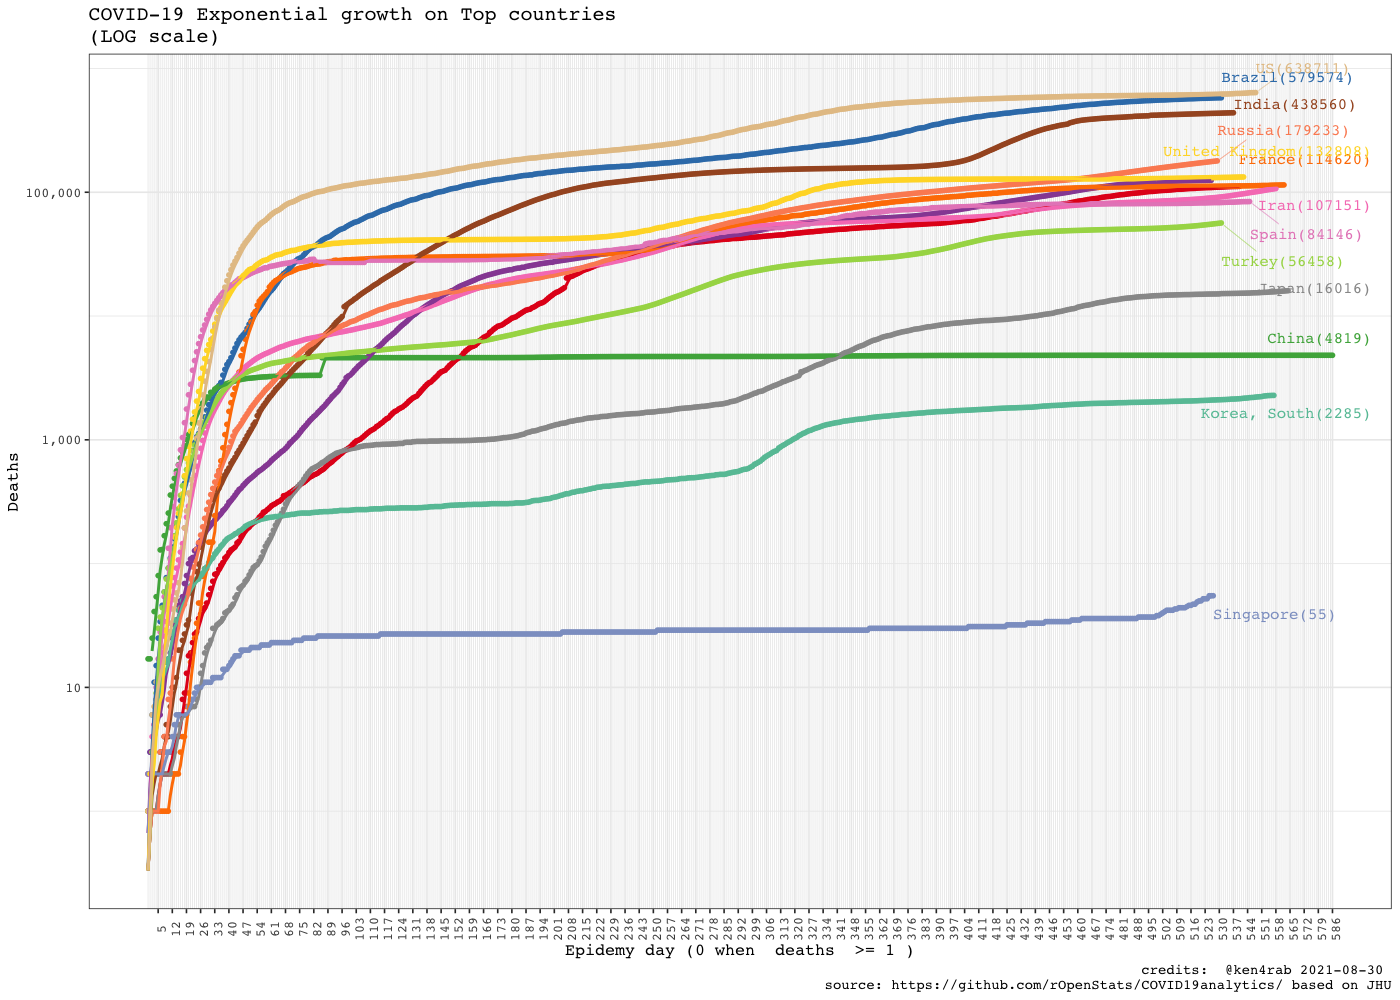 COVID-19 Exponential growth on Top countries
(LOG scale)
US(638711)
Brazil(579574)
India(438560)
Russia(179233)
United Kingdom(132808)
France(114620)
100,000
Iran(107151)
Spain(84146)
Turkey(56458)
Japan(16016)
China(4819)
Korea, South(2285)
1,000
Deaths
Singapore(55)
10
5 12 19 26 33 40 47 54 61 68 75 82 89 96 103 110 117 124 131 138 145 152 159 166 173 180 187 194 201 208 215 222 229 236 243 250 257 264 271 278 285 292 299 306 313 320 327 334 341 348 355 362 369 376 383 390 397 404 411 418 425 432 439 446 453 460 467 474 481 488 495 502 509 516 523 530 537 544 551 558 565 572 579 586
Epidemy day (0 when  deaths  >= 1 )
credits:  @ken4rab 2021-08-30
source: https://github.com/rOpenStats/COVID19analytics/ based on JHU